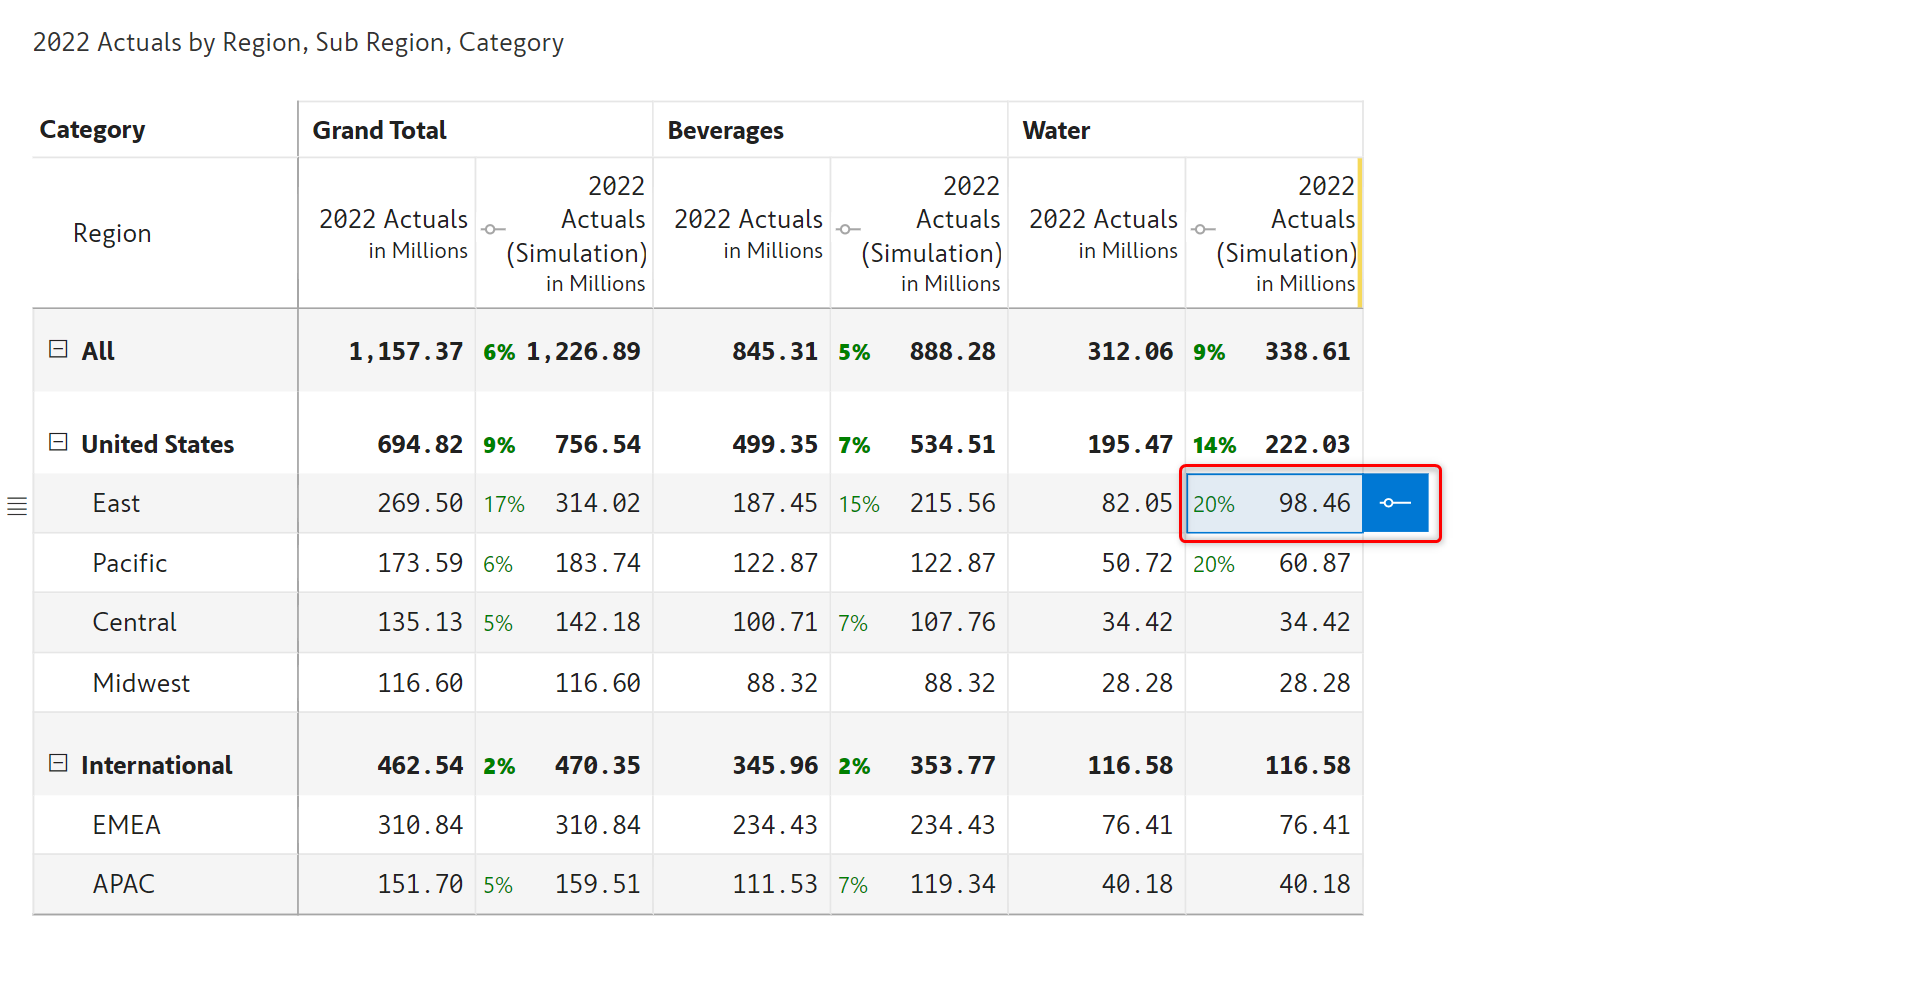 2022 Actuals by Region, Sub Region, Category
Category Grand Total Beverages Water
Region 2022 Actuals in Millions 2022 Actuals (Simulation) in Millions 2022 Actuals in Millions 2022 Actuals (Simulation) in Millions 2022 Actuals in Millions 2022 Actuals (Simulation) in Millions
All 1,157.37 6% 1,226.89 845.31 5% 888.28 312.06 9% 338.61
United States 694.82 9% 756.54 499.35 7% 534.51 195.47 14% 222.03
East 269.50 17% 314.02 187.45 15% 215.56 82.05 20% 98.46
Pacific 173.59 6% 183.74 122.87 122.87 50.72 20% 60.87
Central 135.13 5% 142.18 100.71 7% 107.76 34.42 34.42
Midwest 116.60 116.60 88.32 88.32 28.28 28.28
International 462.54 2% 470.35 345.96 2% 353.77 116.58 116.58
EMEA 310.84 310.84 234.43 234.43 76.41 76.41
APAC 151.70 5% 159.51 111.53 7% 119.34 40.18 40.18